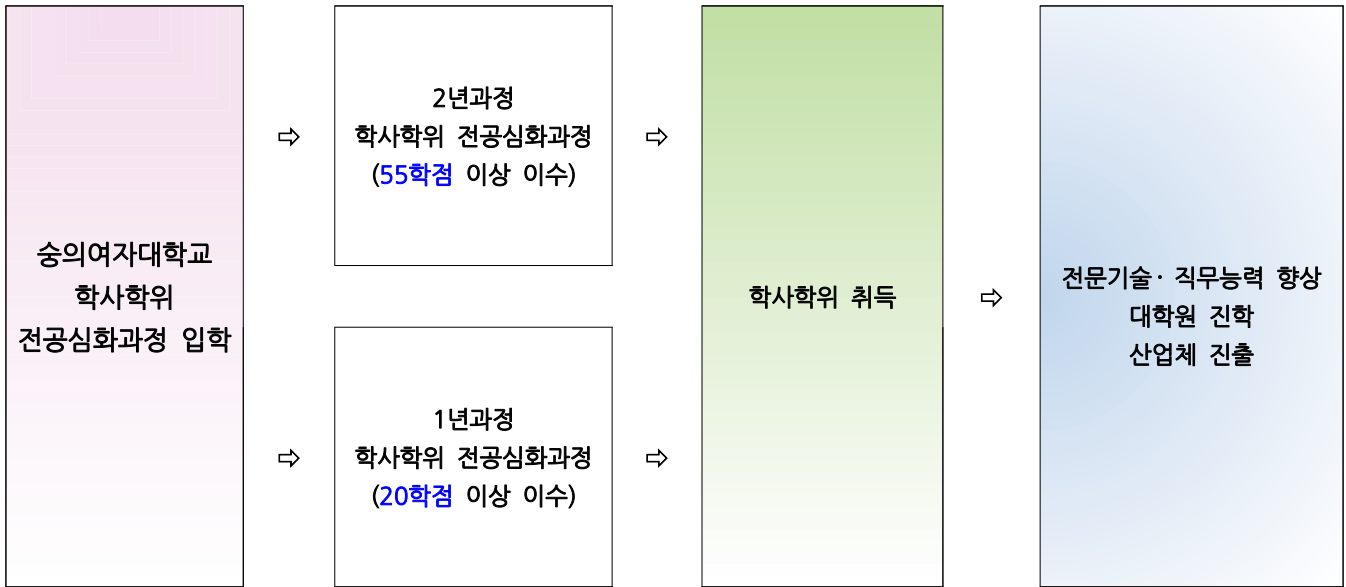 숭의여자대학교
학사학위
전공심화과정 입학
⇨
2년과정
학사학위 전공심화과정
(55학점 이상 이수)
⇨
⇨
1년과정
학사학위 전공심화과정
(20학점 이상 이수)
⇨
학사학위 취득
⇨
전문기술· 직무능력 향상
대학원 진학
산업체 진출